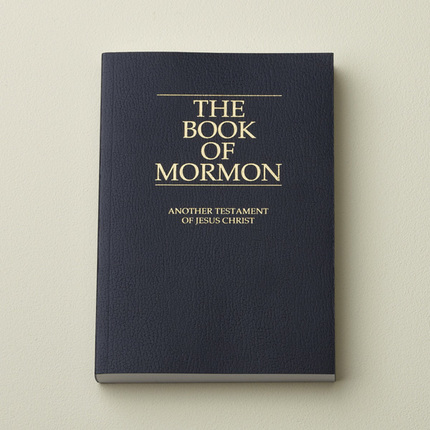 THE
BOOK
OF
MORMON
ANOTHER TESTAMENT
OF JESUS CHRIST